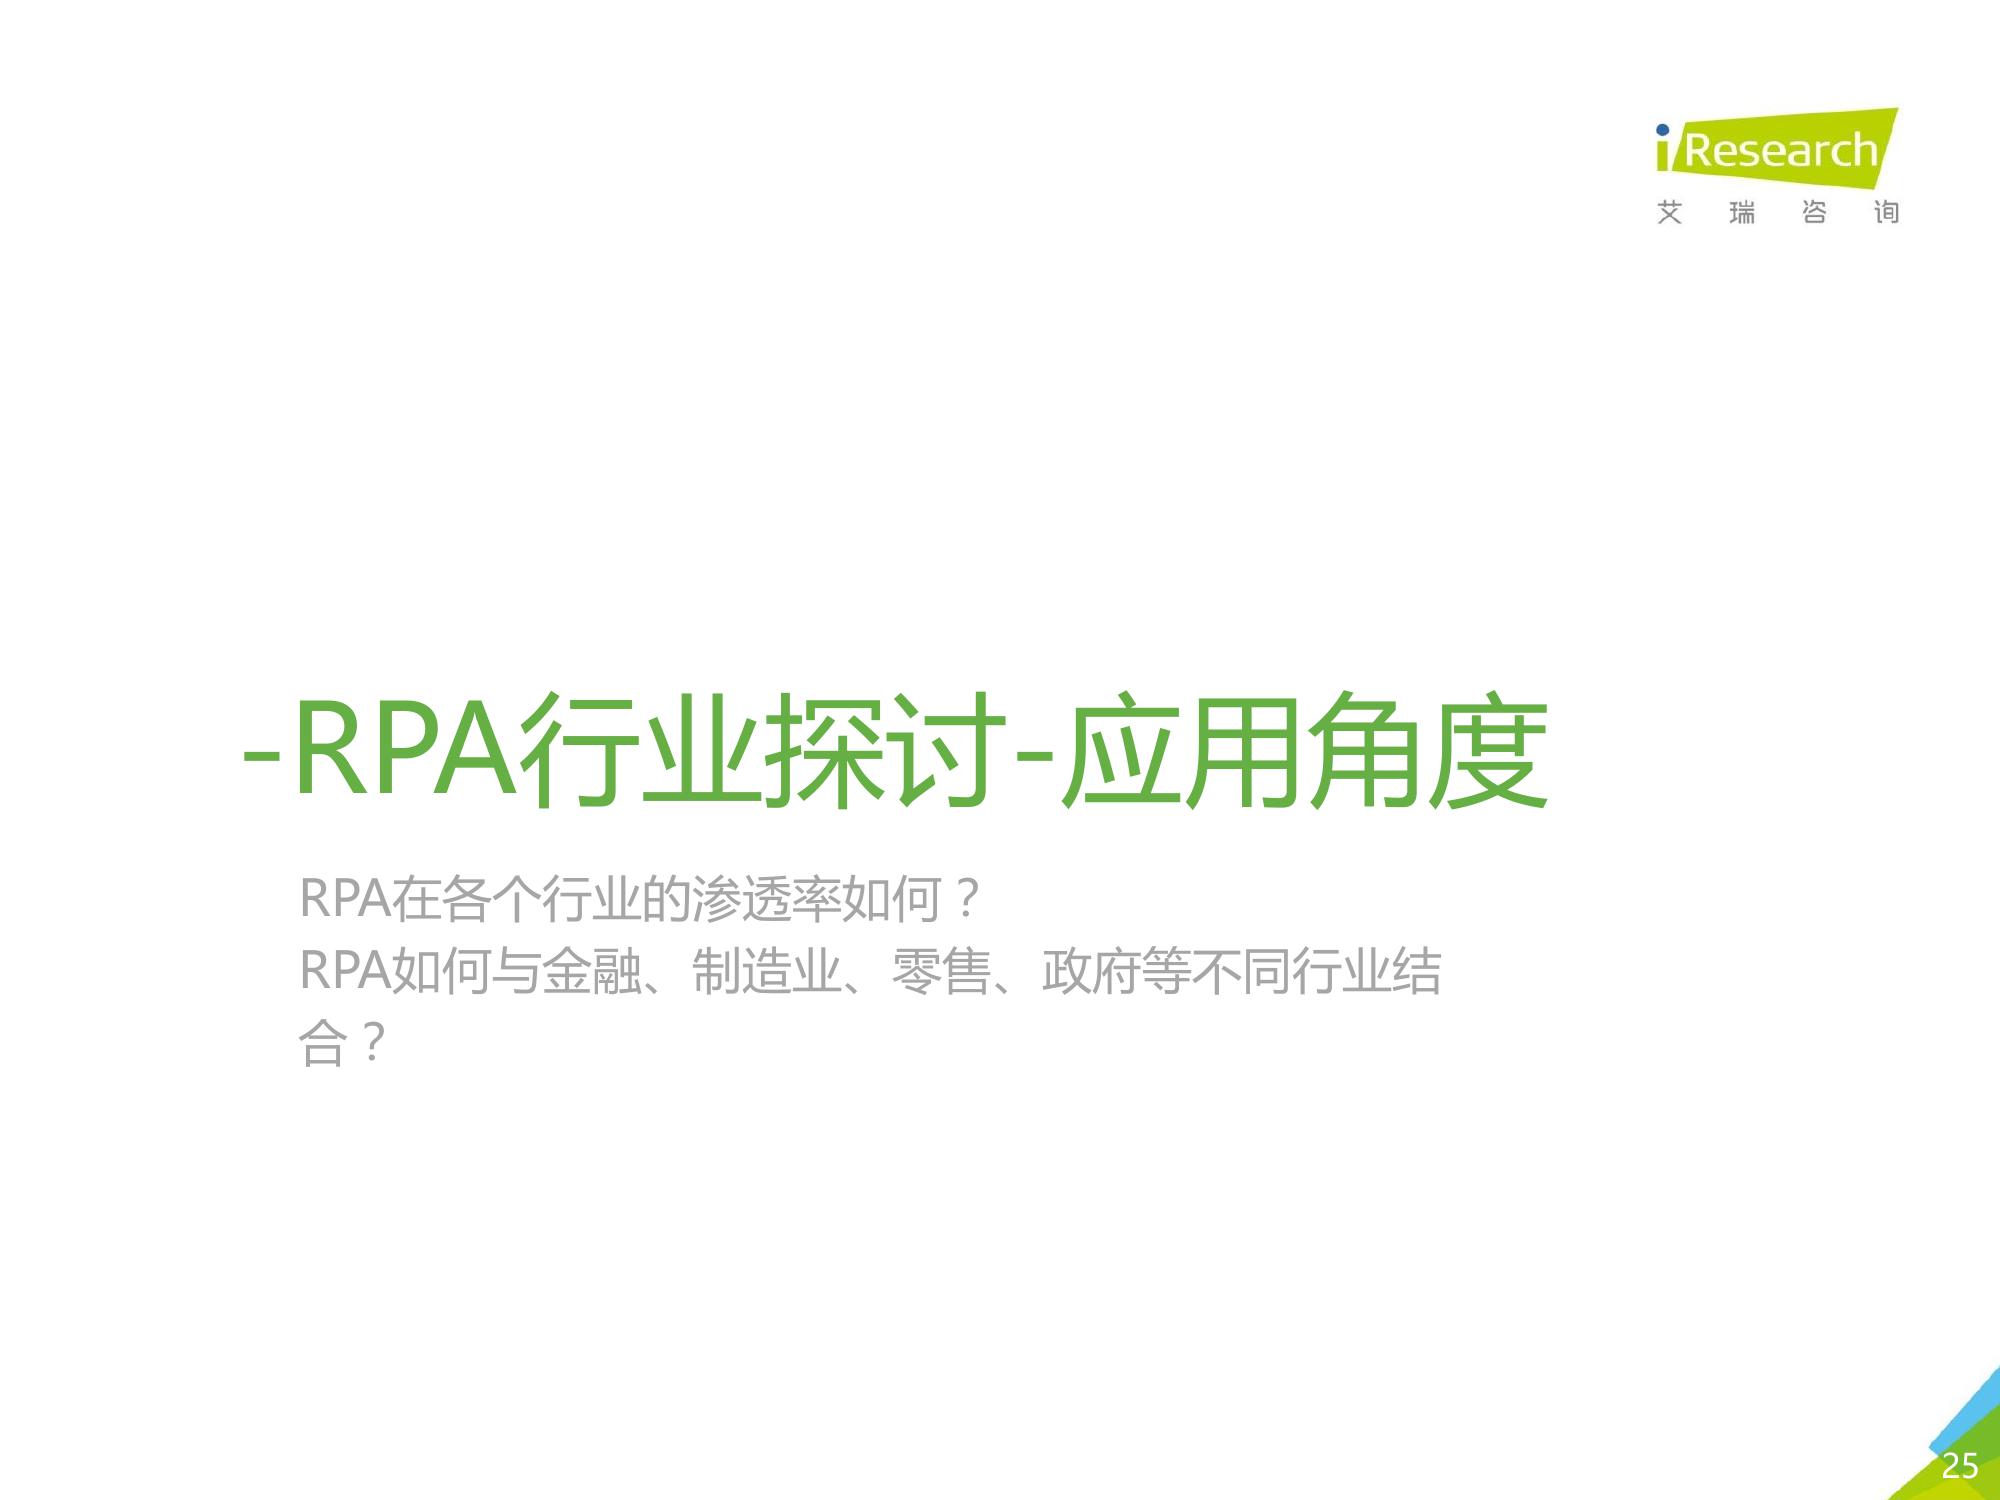 iResearch
艾瑞咨询
-RPA行业探讨-应用角度
RPA在各个行业的渗透率如何？
RPA如何与金融、制造业、零售、政府等不同行业结
合？
25